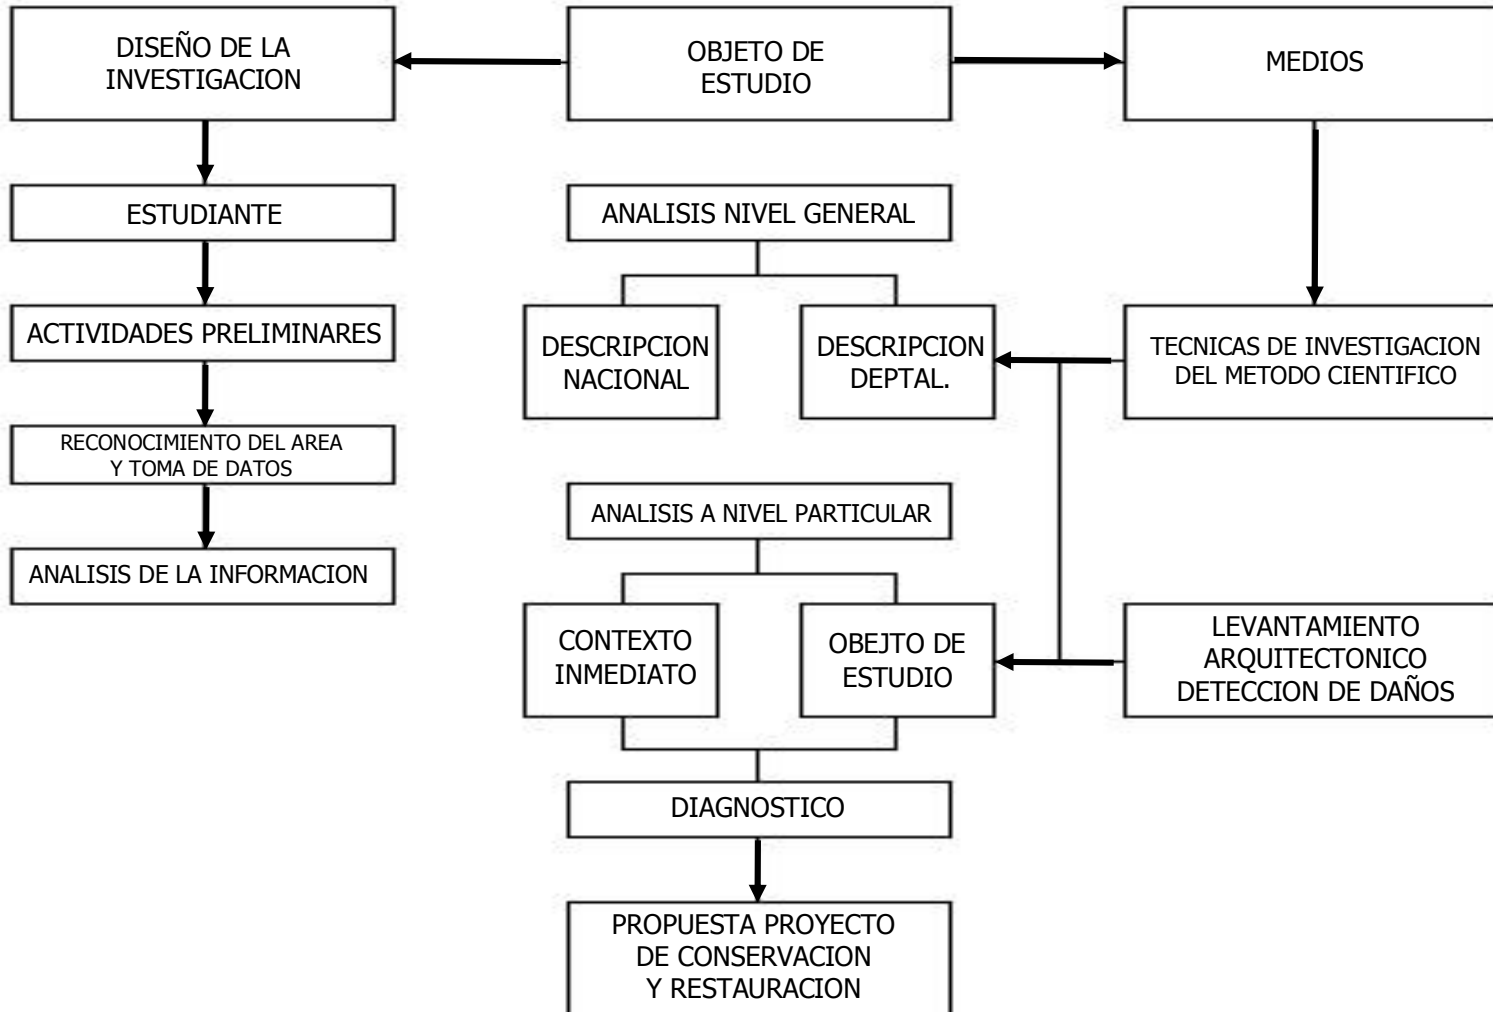 DISEÑO DE LA
INVESTIGACION
OBJETO DE
ESTUDIO
MEDIOS
ESTUDIANTE
ANALISIS NIVEL GENERAL
ACTIVIDADES PRELIMINARES
DESCRIPCION
NACIONAL
DESCRIPCION
DEPTAL.
TECNICAS DE INVESTIGACION
DEL METODO CIENTIFICO
RECONOCIMIENTO DEL AREA
Y TOMA DE DATOS
ANALISIS A NIVEL PARTICULAR
ANALISIS DE LA INFORMACION
CONTEXTO
INMEDIATO
OBEJTO DE
ESTUDIO
LEVANTAMIENTO
ARQUITECTONICO
DETECCION DE DAÑOS
DIAGNOSTICO
PROPUESTA PROYECTO
DE CONSERVACION
Y RESTAURACION